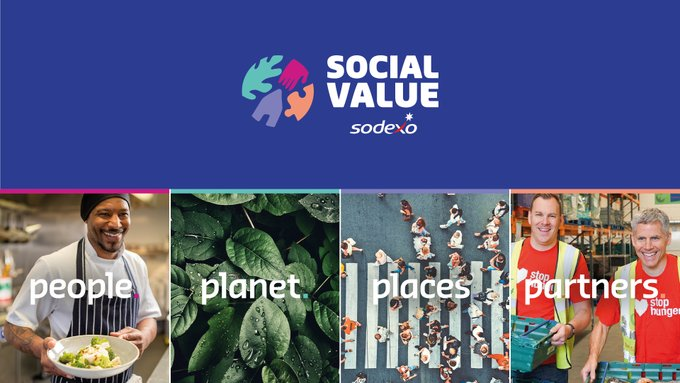 SOCIAL
VALUE
sodexo
people.
planet.
places
partners
stop
hunger
stop
hunger